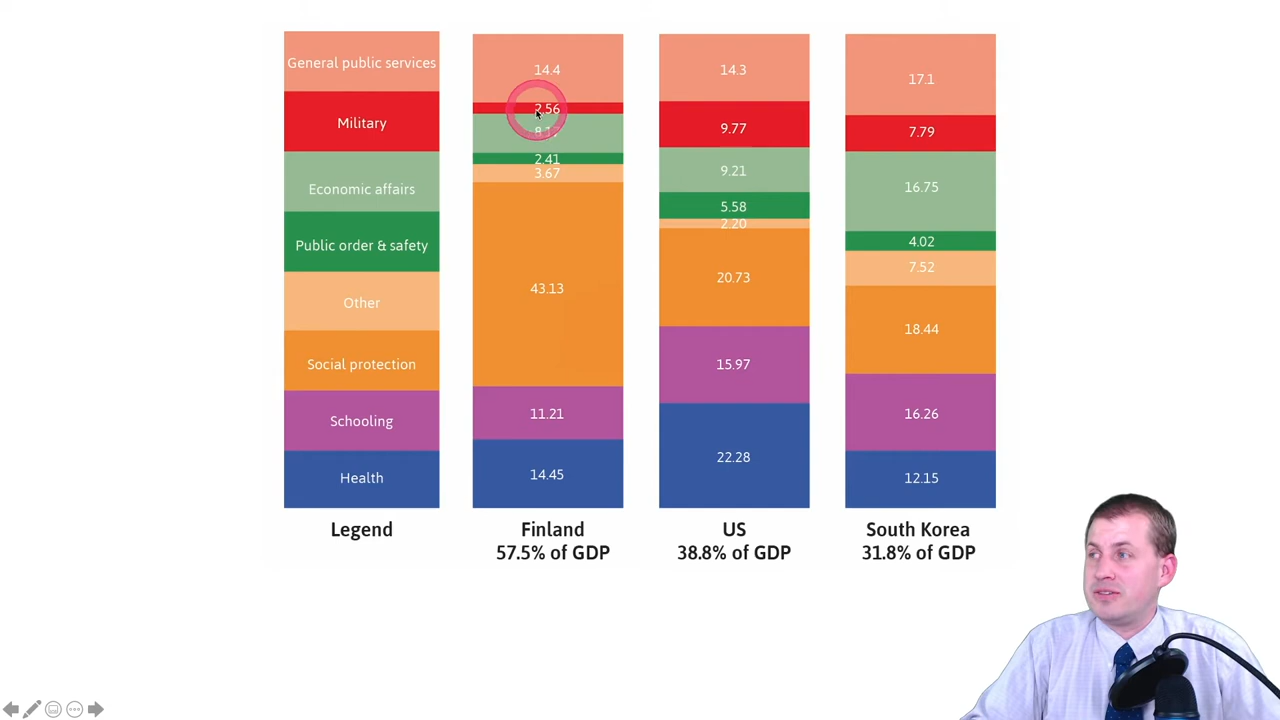 General public services
Military
Economic affairs
Public order & safety
Other
Social protection
Schooling
Health
Legend
14.4
2.56
2.41
3.67
43.13
11.21
14.45
Finland
57.5% of GDP
14.3
9.77
9.21
5.58
2.20
20.73
15.97
22.28
US
38.8% of GDP
17.1
7.79
16.75
4.02
7.52
18.44
16.26
12.15
South Korea
31.8% of GDP